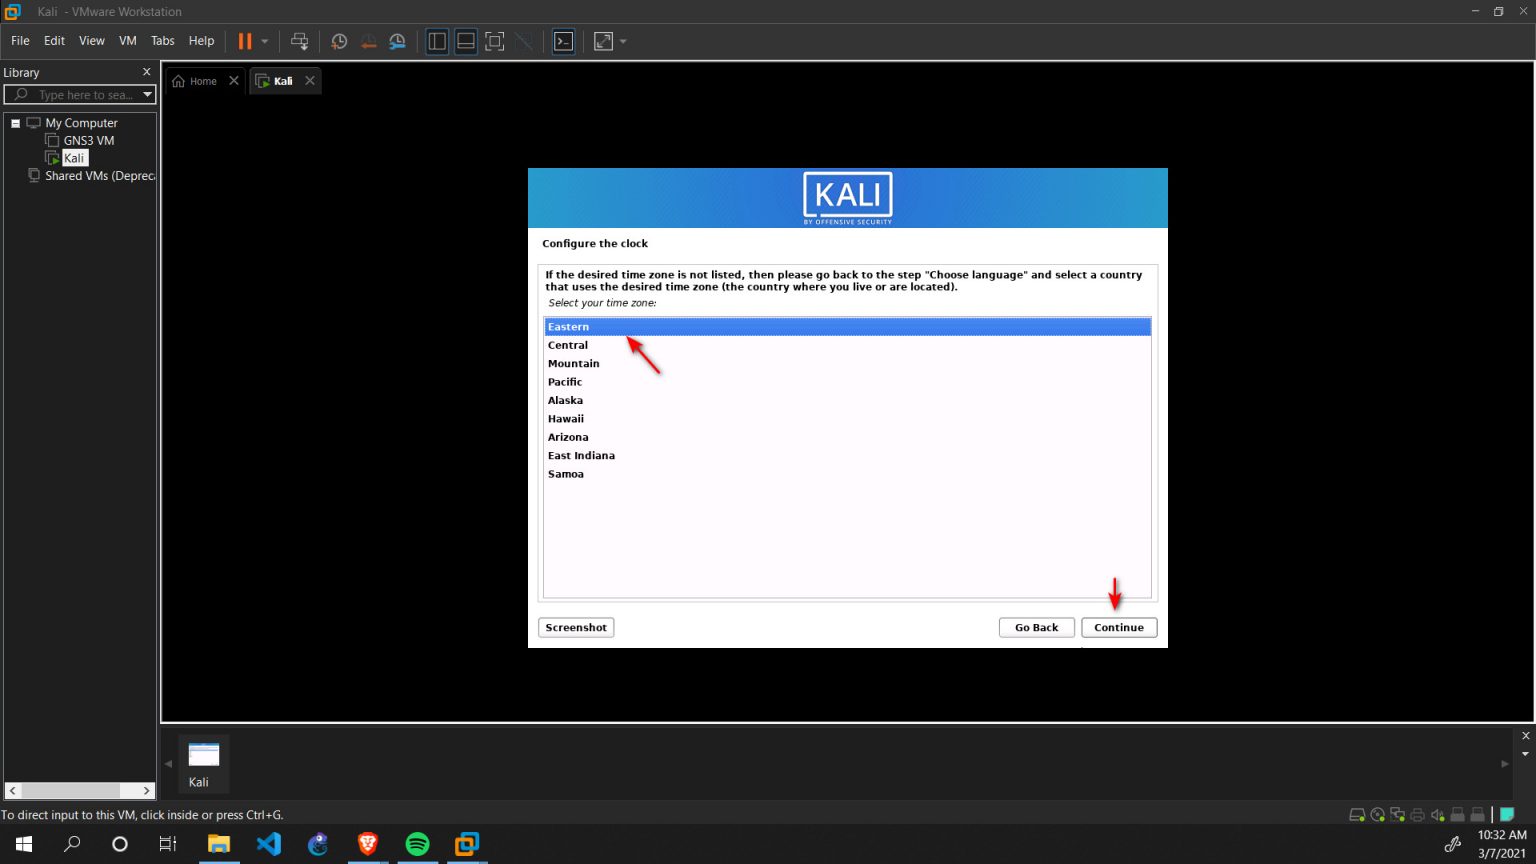 Kali - VMware Workstation
File Edit View VM Tabs Help
Library
Type here to sea...
My Computer
GNS3 VM
Kali
Shared VMs (Depreca
Home
Kali
KALI
BY OFFENSIVE SECURITY
Configure the clock
If the desired time zone is not listed, then please go back to the step "Choose language" and select a country
that uses the desired time zone (the country where you live or are located).
Select your time zone:
Eastern
Central
Mountain
Pacific
Alaska
Hawaii
Arizona
East Indiana
Samoa
Screenshot
Go Back
Continue
Kali
To direct input to this VM, click inside or press Ctrl+G.
10:32 AM
3/7/2021